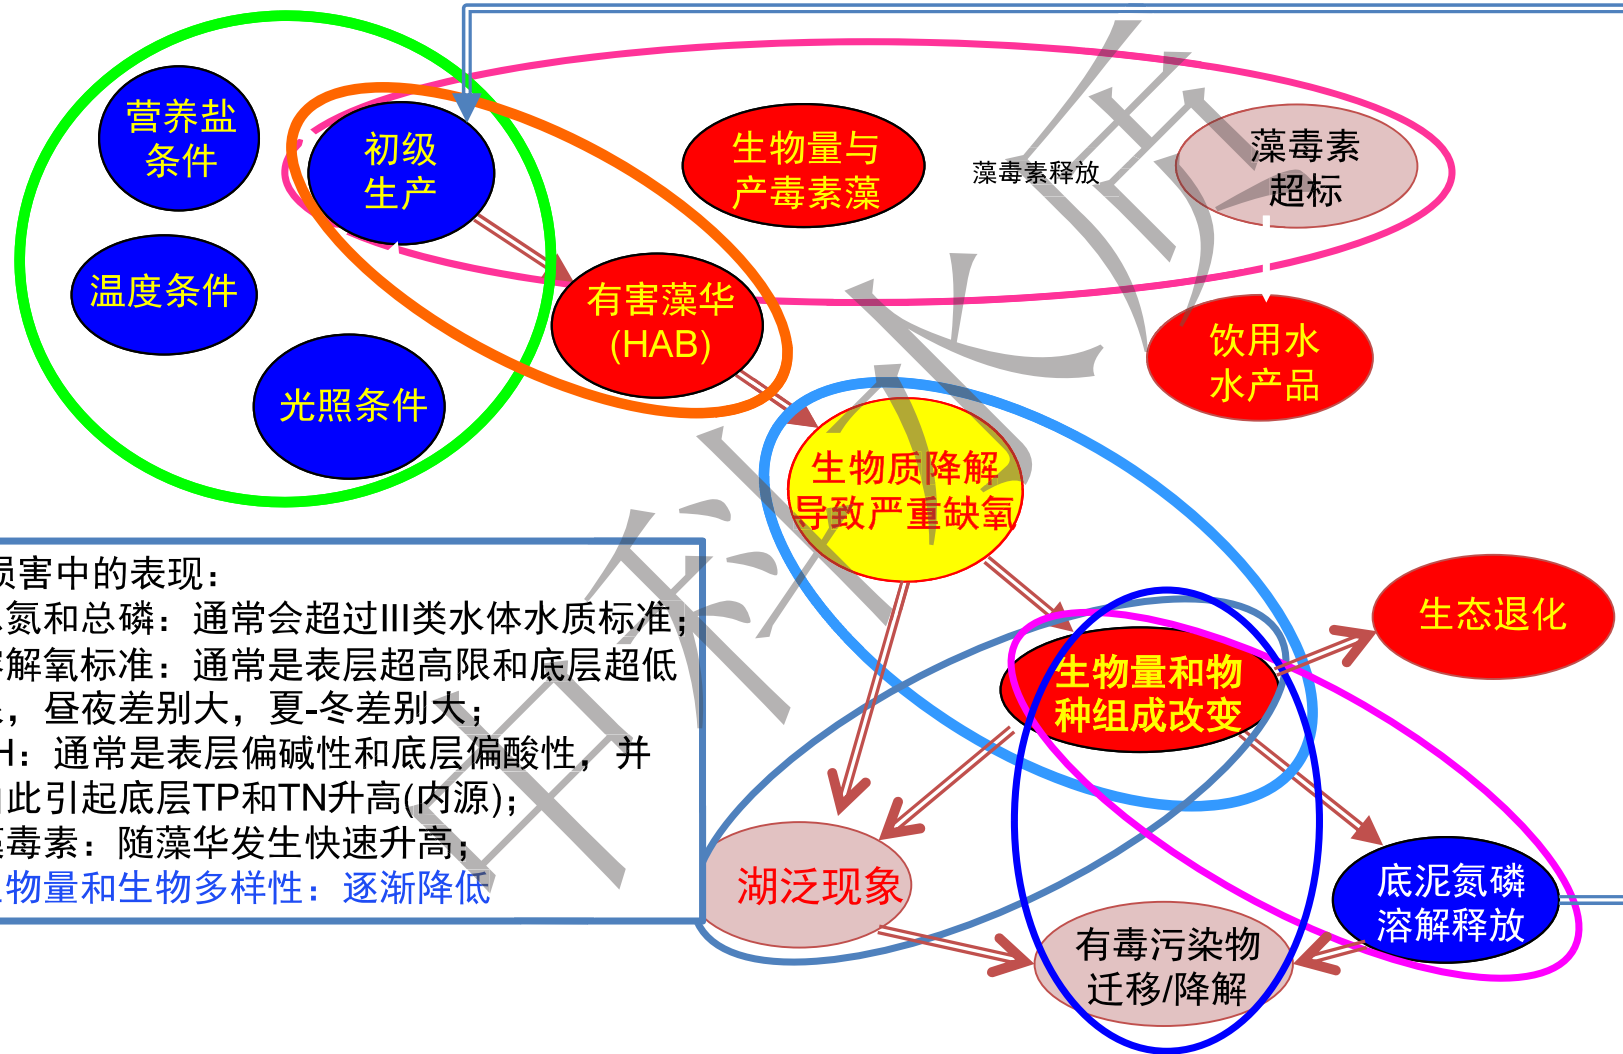 营养盐
条件
初级
生产
生物量与
产毒素藻
藻毒素释放
藻毒素
超标
温度条件
有害藻华
(HAB)
饮用水
水产品
光照条件
生物质降解
导致严重缺氧
损害中的表现：
氮和总磷：通常会超过III类水体水质标准；
解氧标准：通常是表层超高限和底层超低
，昼夜差别大，夏-冬差别大；
H：通常是表层偏碱性和底层偏酸性，并
此引起底层TP和TN升高(内源)；
毒素：随藻华发生快速升高；
物量和生物多样性：逐渐降低
生态退化
生物量和物
种组成改变
湖泛现象
底泥氮磷
溶解释放
有毒污染物
迁移/降解
中科水质